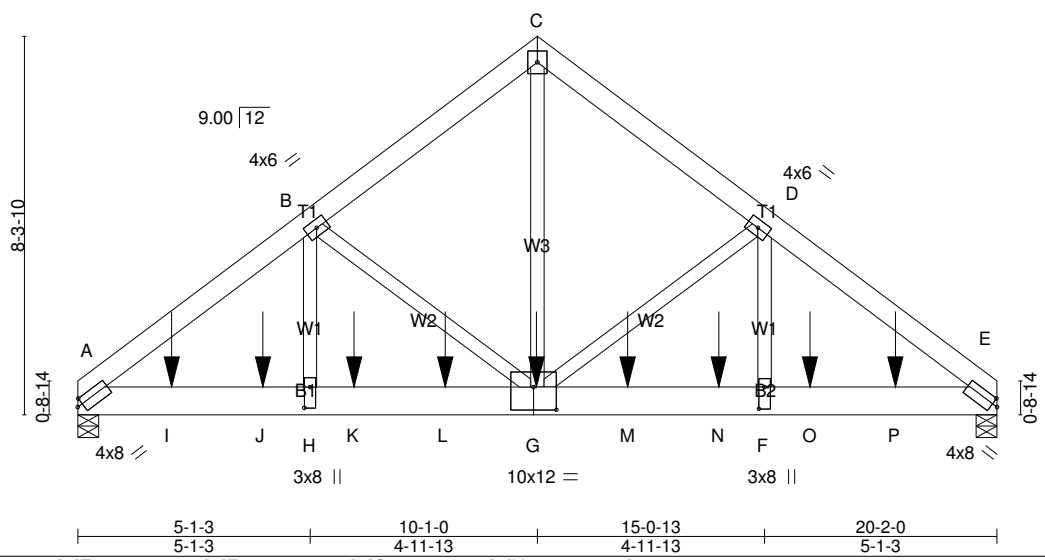 C
9.00 12
4x6
4x6
B
D
T1
T1
8-3-10
W3
W1
W2
W2
W1
A
E
B1
B2
0-8-14
0-8-14
I
J
H
K
L
G
M
N
F
O
P
4x8
4x8
3x8
10x12
3x8
5-1-3
10-1-0
15-0-13
20-2-0
5-1-3
4-11-13
4-11-13
5-1-3